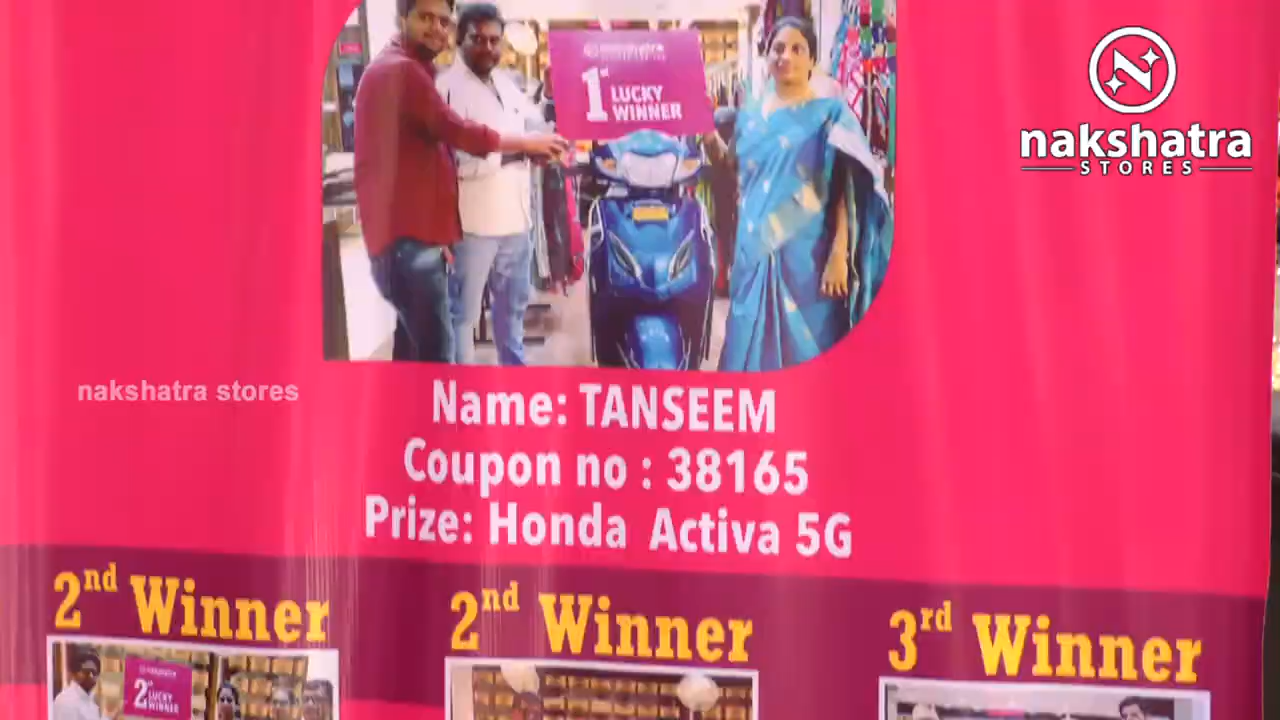 nakshatra
1st LUCKY
WINNER
nakshatra
STORES
nakshatra stores
Name: TANSEEM
Coupon no : 38165
Prize: Honda Activa 5G
2nd Winner
2nd Winner
3rd Winner
2nd LUCKY
WINNER